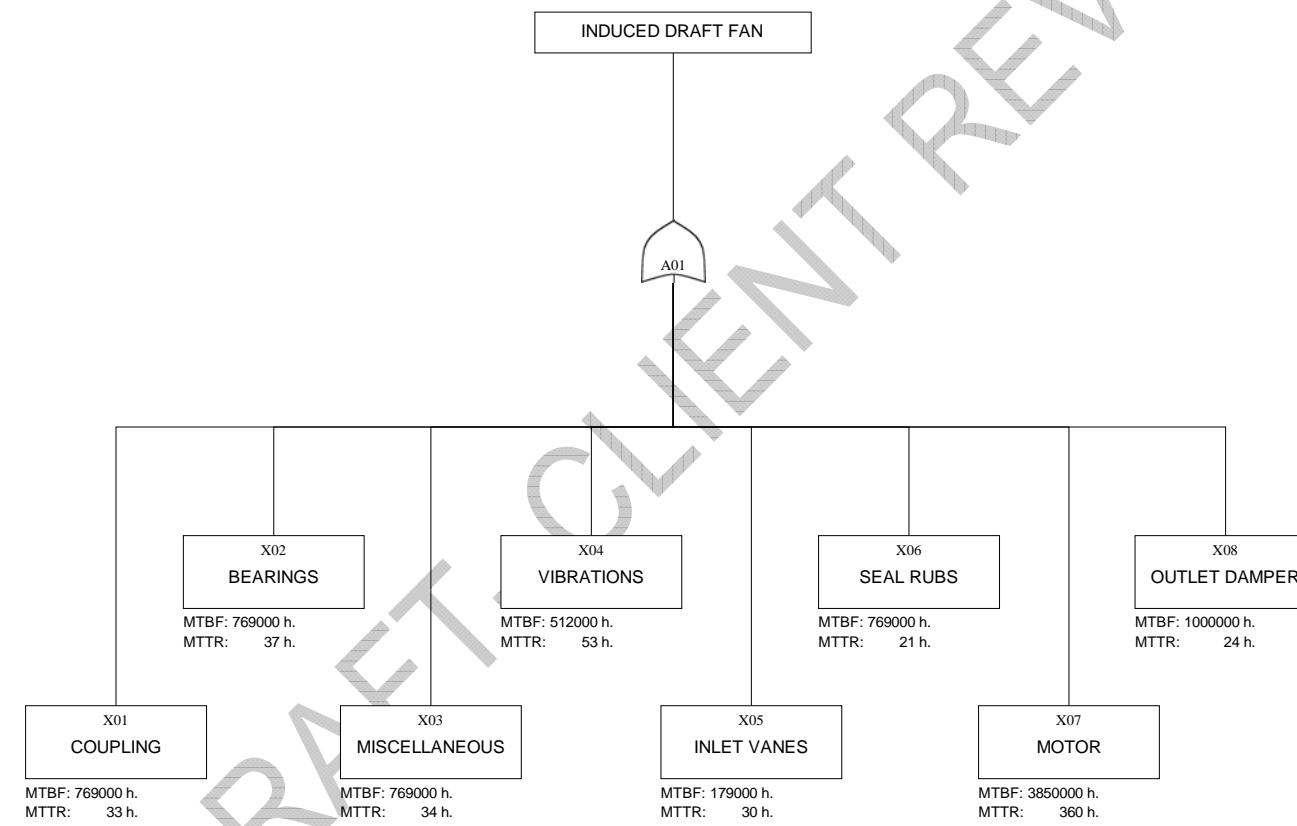 INDUCED DRAFT FAN
A01
X02
BEARINGS
MTBF: 769000 h.
MTTR: 37 h.
X04
VIBRATIONS
MTBF: 512000 h.
MTTR: 53 h.
X06
SEAL RUBS
MTBF: 769000 h.
MTTR: 21 h.
X08
OUTLET DAMPER
MTBF: 1000000 h.
MTTR: 24 h.
X01
COUPLING
MTBF: 769000 h.
MTTR: 33 h.
X03
MISCELLANEOUS
MTBF: 769000 h.
MTTR: 34 h.
X05
INLET VANES
MTBF: 179000 h.
MTTR: 30 h.
X07
MOTOR
MTBF: 3850000 h.
MTTR: 360 h.
RAFT- CLIENT REV